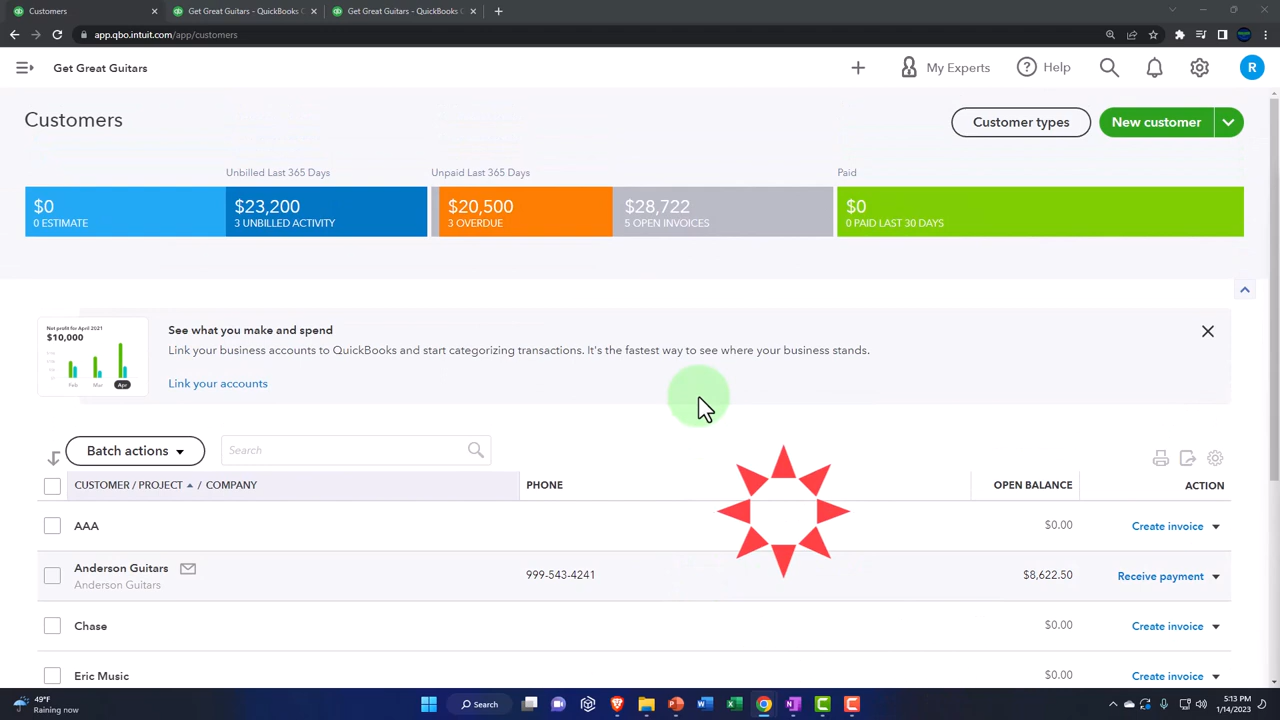 Customers
Get Great Guitars - QuickBooks C
Get Great Guitars - QuickBooks C
app.qbo.intuit.com/app/customers
Get Great Guitars
My Experts
Help
R
Customers
Customer types
New customer
Unbilled Last 365 Days
Unpaid Last 365 Days
Paid
$0
0 ESTIMATE
$23,200
3 UNBILLED ACTIVITY
$20,500
3 OVERDUE
$28,722
5 OPEN INVOICES
$0
0 PAID LAST 30 DAYS
Net profit for April 2021
$10,000
Feb Mar Apr
See what you make and spend
Link your business accounts to QuickBooks and start categorizing transactions. It's the fastest way to see where your business stands.
Link your accounts
Batch actions
Search
CUSTOMER / PROJECT / COMPANY PHONE OPEN BALANCE ACTION
AAA $0.00 Create invoice
Anderson Guitars
Anderson Guitars
999-543-4241 $8,622.50 Receive payment
Chase $0.00 Create invoice
Eric Music $0.00 Create invoice
49°F
Raining now
Search
5:13 PM
1/14/2023